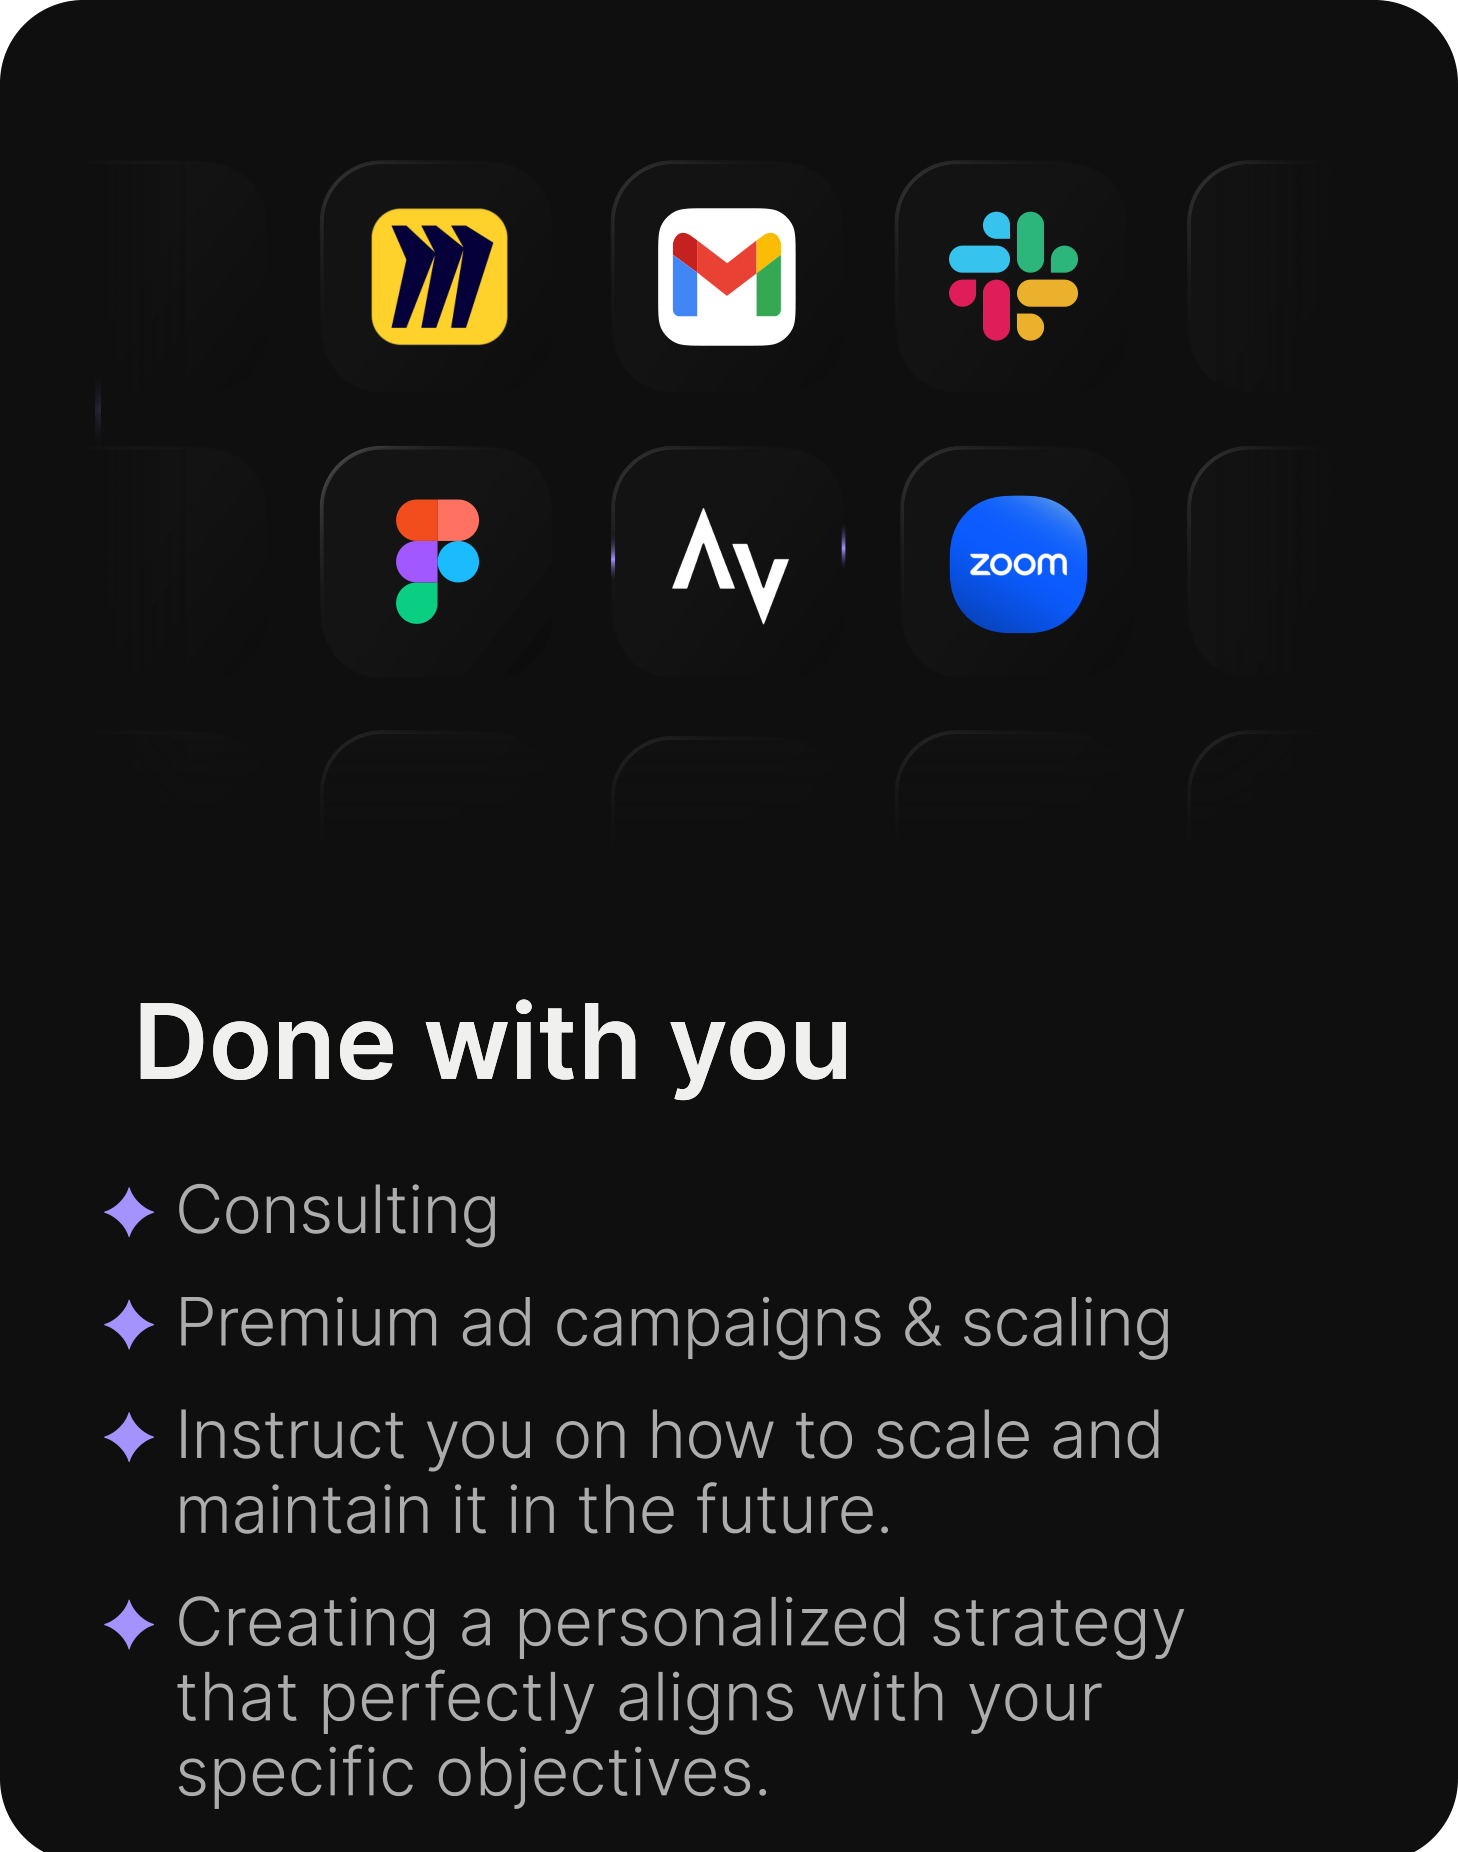 zoom
Done with you
Consulting
Premium ad campaigns & scaling
Instruct you on how to scale and
maintain it in the future.
Creating a personalized strategy
that perfectly aligns with your
specific objectives.